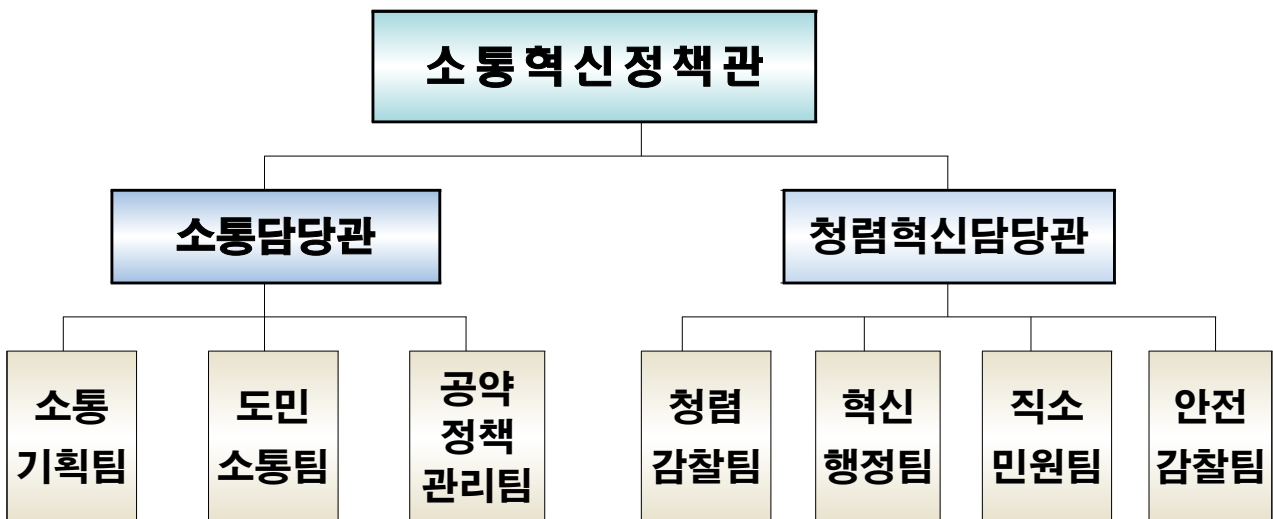 소통혁신정책관
소통담당관
청렴혁신담당관
소통
기획팀
도민
소통팀
공약
정책
관리팀
청렴
감찰팀
혁신
행정팀
직소
민원팀
안전
감찰팀